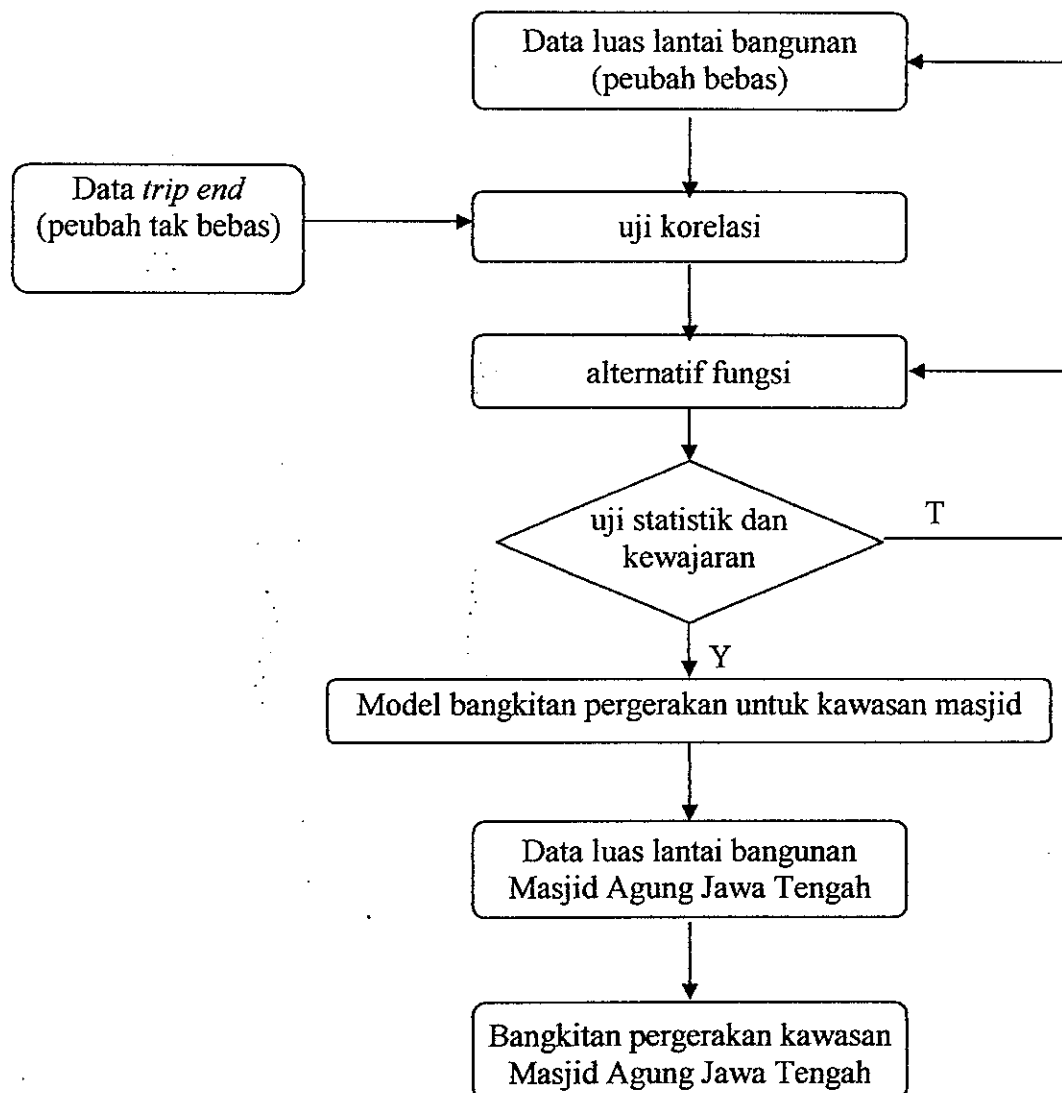 Data luas lantai bangunan
(peubah bebas)
Data trip end
(peubah tak bebas)
uji korelasi
alternatif fungsi
uji statistik dan
kewajaran
T
Y
Model bangkitan pergerakan untuk kawasan masjid
Data luas lantai bangunan
Masjid Agung Jawa Tengah
Bangkitan pergerakan kawasan
Masjid Agung Jawa Tengah